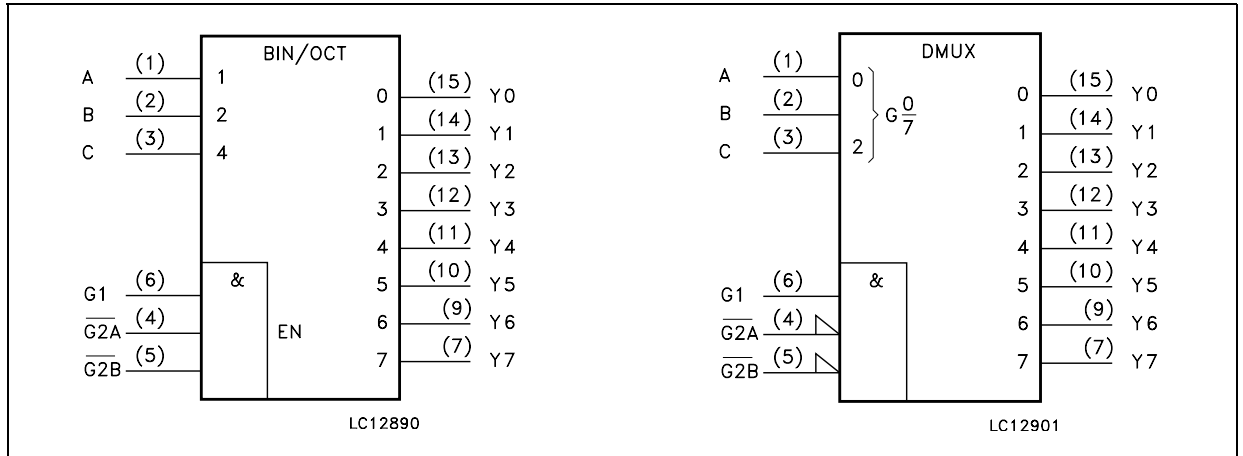 BIN/OCT
A (1) 1
B (2) 2
C (3) 4
0 (15) Y0
1 (14) Y1
2 (13) Y2
3 (12) Y3
4 (11) Y4
5 (10) Y5
6 (9) Y6
7 (7) Y7
&
G1 (6)
G2A (4)
EN
G2B (5)
LC12890
DMUX
A (1) 0
B (2)
G 0/7
C (3) 2
0 (15) Y0
1 (14) Y1
2 (13) Y2
3 (12) Y3
4 (11) Y4
5 (10) Y5
6 (9) Y6
7 (7) Y7
&
G1 (6)
G2A (4)
G2B (5)
LC12901